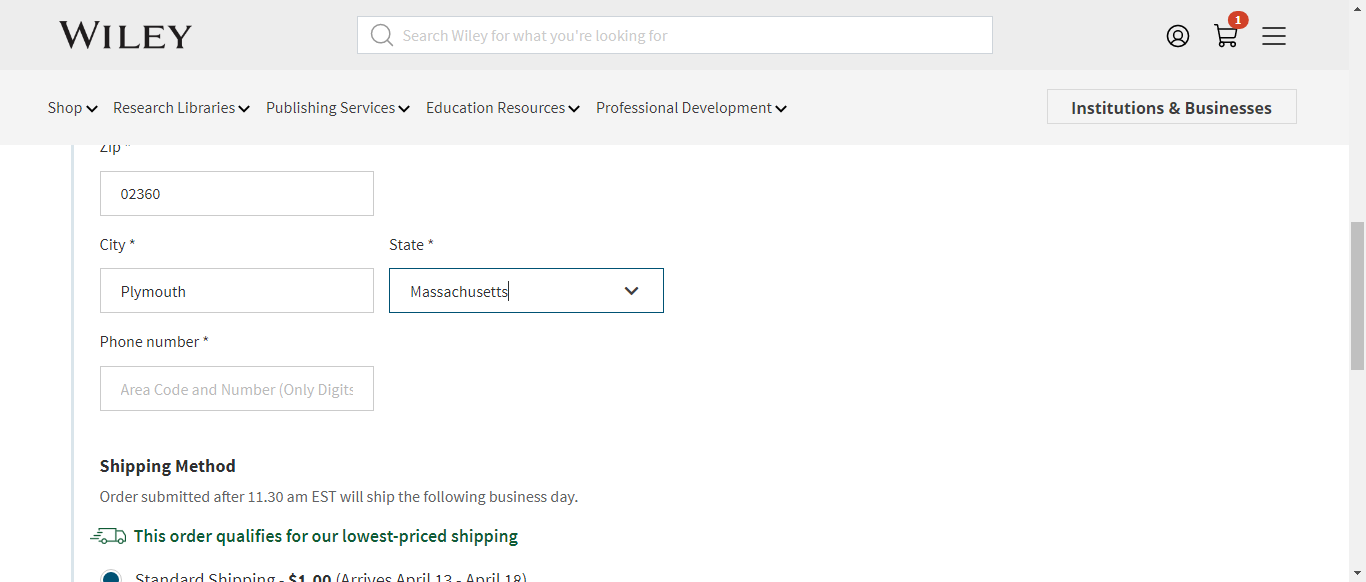 WILEY
Search Wiley for what you're looking for
1
Shop Research Libraries Publishing Services Education Resources Professional Development
Institutions & Businesses
Zip *
02360
City * State *
Plymouth Massachusetts
Phone number *
Area Code and Number (Only Digits
Shipping Method
Order submitted after 11.30 am EST will ship the following business day.
This order qualifies for our lowest-priced shipping
Standard Shipping - $1.00 (Arrives April 13 - April 18)